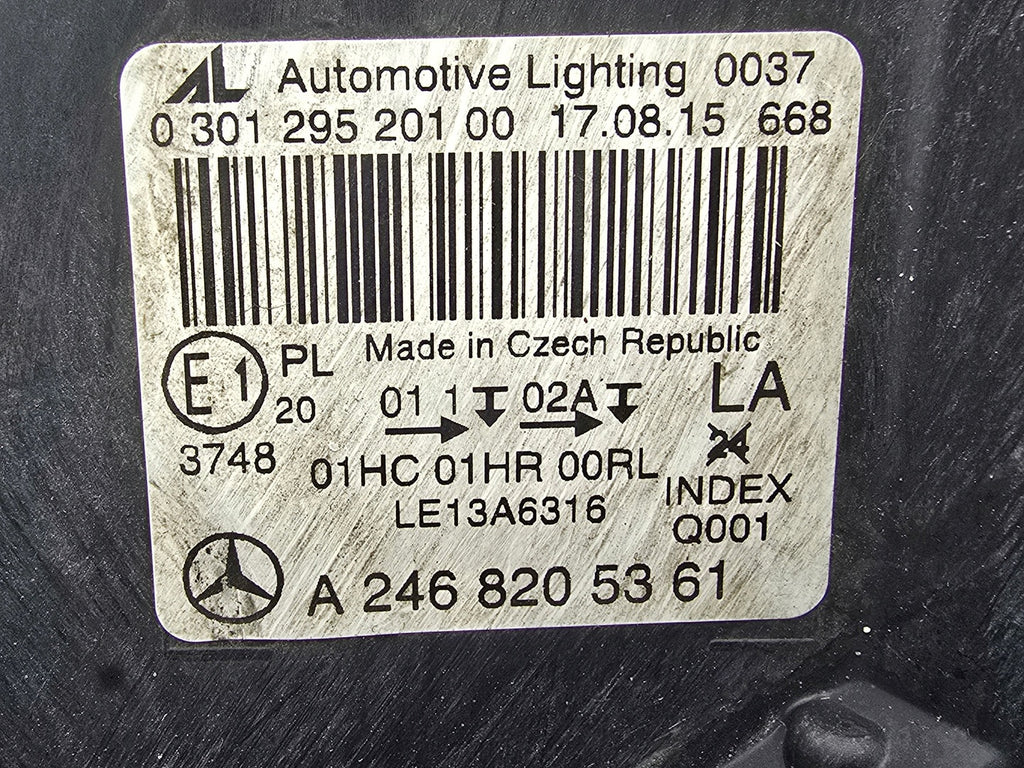 AL Automotive Lighting 0037
0 301 295 201 00 17.08.15 668
Made in Czech Republic
E1 PL 20
01 1 02A LA
3748
24
01HC 01HR 00RL
INDEX
LE13A6316
Q001
A 246 820 53 61